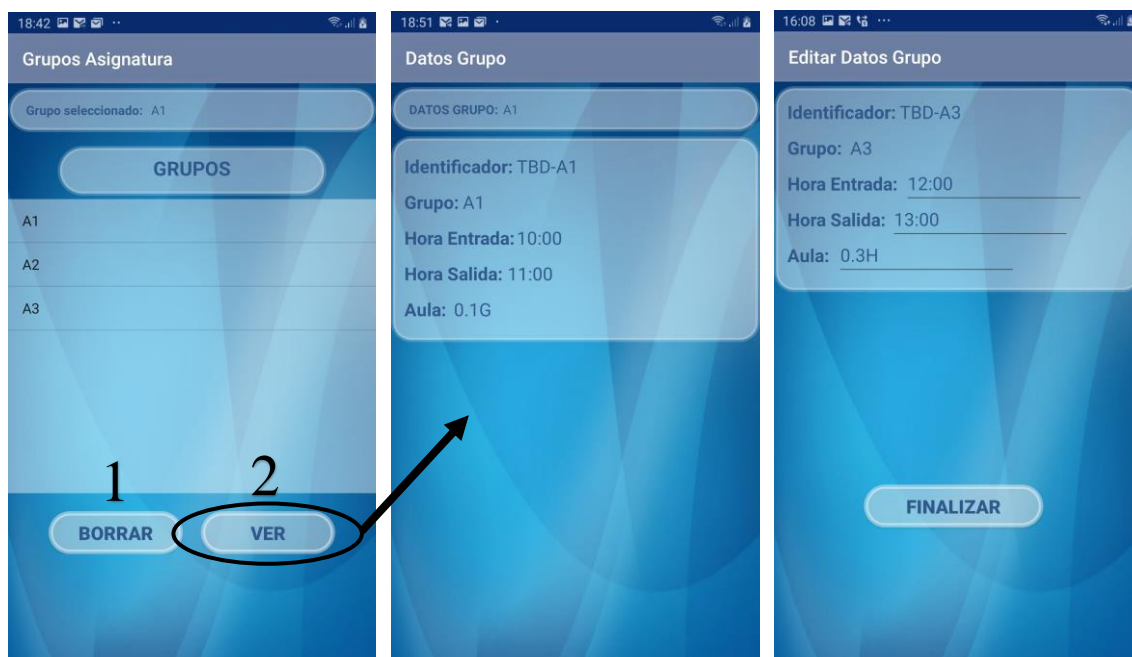 18:42
Grupos Asignatura
Grupo seleccionado: A1
GRUPOS
A1
A2
A3
1
2
BORRAR
VER
18:51
Datos Grupo
DATOS GRUPO: A1
Identificador: TBD-A1
Grupo: A1
Hora Entrada: 10:00
Hora Salida: 11:00
Aula: 0.1G
16:08
Editar Datos Grupo
Identificador: TBD-A3
Grupo: A3
Hora Entrada: 12:00
Hora Salida: 13:00
Aula: 0.3H
FINALIZAR